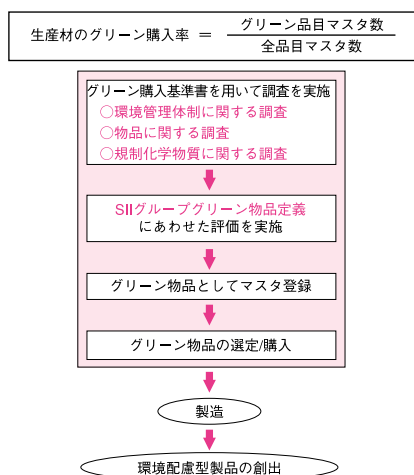 生産材のグリーン購入率 = グリーン品目マスタ数
全品目マスタ数
グリーン購入基準書を用いて調査を実施
○環境管理体制に関する調査
○物品に関する調査
○規制化学物質に関する調査
SIIグループグリーン物品定義
にあわせた評価を実施
グリーン物品としてマスタ登録
グリーン物品の選定/購入
製造
環境配慮型製品の創出